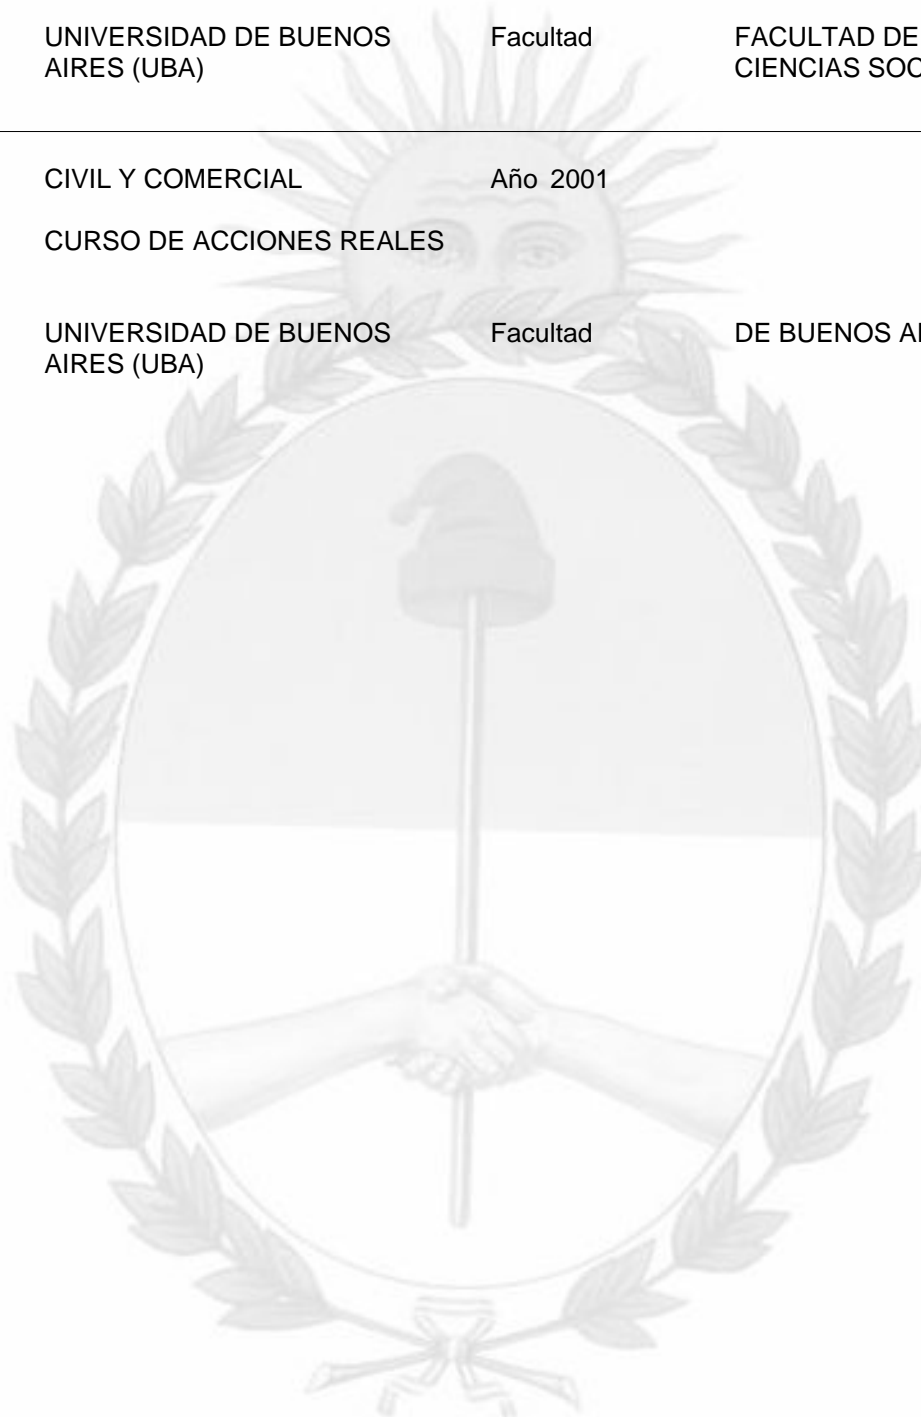 UNIVERSIDAD DE BUENOS Facultad FACULTAD DE
AIRES (UBA) CIENCIAS
CIVIL Y COMERCIAL Año 2001
CURSO DE ACCIONES REALES
UNIVERSIDAD DE BUENOS Facultad DE BUENOS
AIRES (UBA)